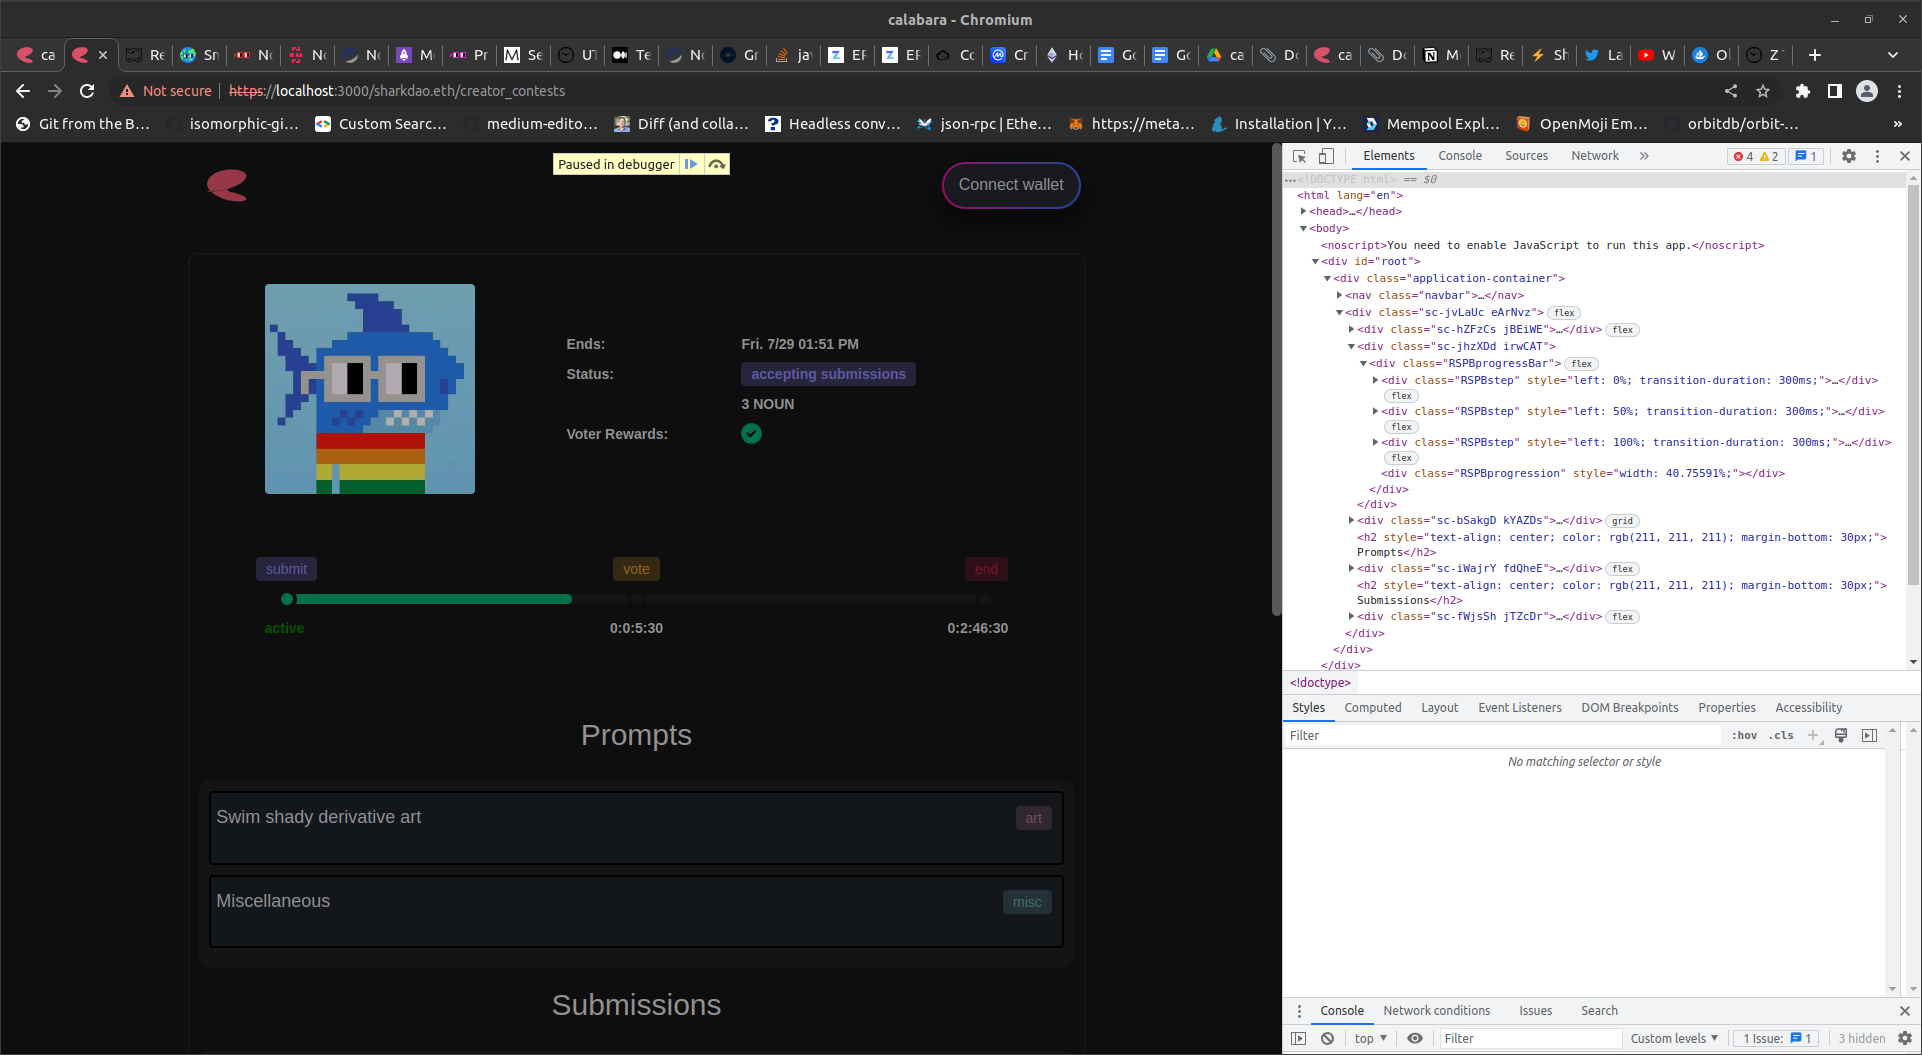 calabara - Chromium
ca Re Sn No No No M Pr Se UT Te No Gr jav EF EF Co Cr Ho Go Go ca Do ca Do M Re Sh La W O Z
Not secure https://localhost:3000/sharkdao.eth/creator_contests
Git from the B... isomorphic-gi... Custom Searc... medium-edito... Diff (and colla... Headless conv... json-rpc | Ethe... https://meta... Installation | Y... Mempool Expl... OpenMoji Em... orbitdb/orbit-... »
Paused in debugger
Connect wallet
Ends: Fri. 7/29 01:51 PM
Status: accepting submissions
3 NOUN
Voter Rewards:
submit vote end
active 0:0:5:30 0:2:46:30
Prompts
Swim shady derivative art art
Miscellaneous misc
Submissions
Elements Console Sources Network » 4 2 1
...<!DOCTYPE html> == $0
<html lang="en">
<head>…</head>
<body>
<noscript>You need to enable JavaScript to run this app.</noscript>
<div id="root">
<div class="application-container">
<nav class="navbar">…</nav>
<div class="sc-jvLaUc eArNvz"> flex
<div class="sc-hZFzCs jBEiWE">…</div> flex
<div class="sc-jhzXDd irwCAT">
<div class="RSPBprogressBar"> flex
<div class="RSPBstep" style="left: 0%; transition-duration: 300ms;">…</div>
flex
<div class="RSPBstep" style="left: 50%; transition-duration: 300ms;">…</div>
flex
<div class="RSPBstep" style="left: 100%; transition-duration: 300ms;">…</div>
flex
<div class="RSPBprogression" style="width: 40.75591%;"></div>
</div>
</div>
<div class="sc-bSakgD kYAZDs">…</div> grid
<h2 style="text-align: center; color: rgb(211, 211, 211); margin-bottom: 30px;">
Prompts</h2>
<div class="sc-iWajrY fdQheE">…</div> flex
<h2 style="text-align: center; color: rgb(211, 211, 211); margin-bottom: 30px;">
Submissions</h2>
<div class="sc-fWjsSh jTZcDr">…</div> flex
</div>
</div>
</div>
<!doctype>
Styles Computed Layout Event Listeners DOM Breakpoints Properties Accessibility
Filter :hov .cls
No matching selector or style
Console Network conditions Issues Search
top Filter Custom levels 1 Issue: 1 3 hidden